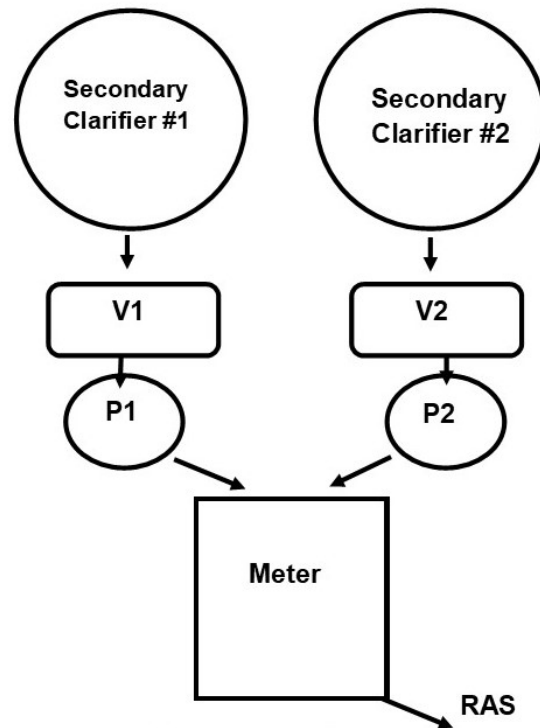 Secondary
Clarifier #1
Secondary
Clarifier #2
V1
V2
P1
P2
Meter
RAS